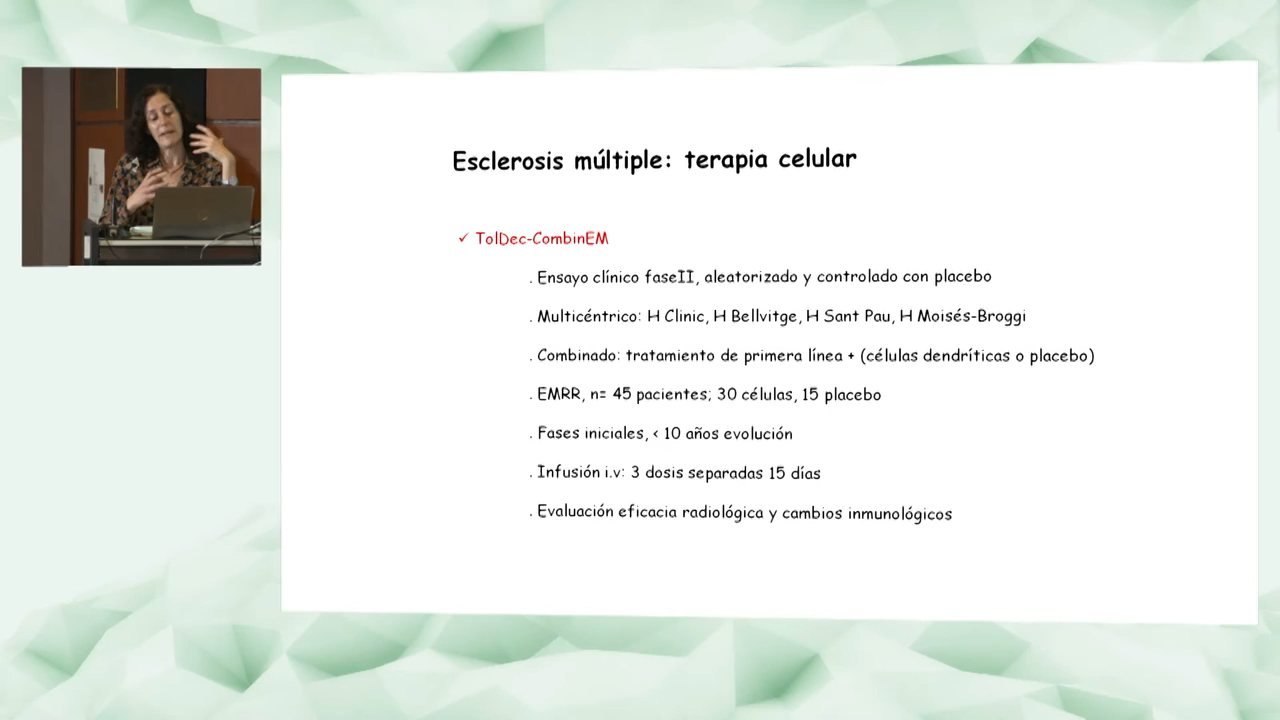 Esclerosis múltiple: terapia celular
✓ TolDec-CombinEM
. Ensayo clínico faseII, aleatorizado y controlado con placebo
. Multicéntrico: H Clinic, H Bellvitge, H Sant Pau, H Moisés-Broggi
. Combinado: tratamiento de primera línea + (células dendríticas o placebo)
. EMRR, n= 45 pacientes; 30 células, 15 placebo
. Fases iniciales, < 10 años evolución
. Infusión i.v: 3 dosis separadas 15 días
. Evaluación eficacia radiológica y cambios inmunológicos